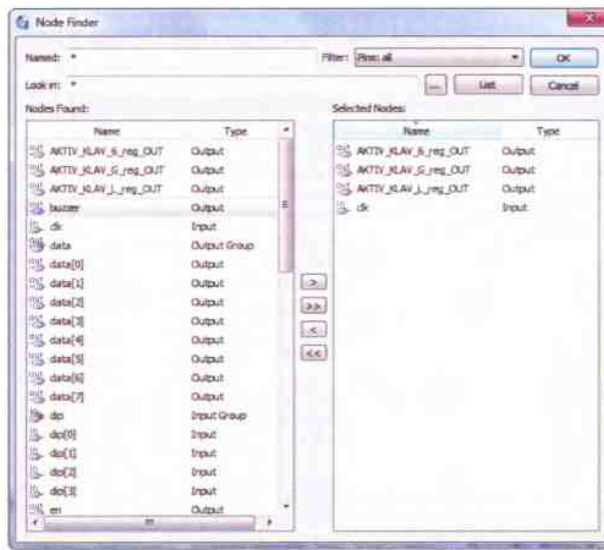 Node Finder
Named: *
Filter: Pins: all
OK
Look in: *
...
List
Cancel
Nodes Found:
Name Type
AKTIV_KLAV_6_reg_OUT Output
AKTIV_KLAV_G_reg_OUT Output
AKTIV_KLAV_L_reg_OUT Output
buzzer Output
clk Input
data Output Group
data[0] Output
data[1] Output
data[2] Output
data[3] Output
data[4] Output
data[5] Output
data[6] Output
data[7] Output
dip Input Group
dip[0] Input
dip[1] Input
dip[2] Input
dip[3] Input
en Output
>
>>
<
<<
Selected Nodes:
Name Type
AKTIV_KLAV_6_reg_OUT Output
AKTIV_KLAV_G_reg_OUT Output
AKTIV_KLAV_L_reg_OUT Output
clk Input